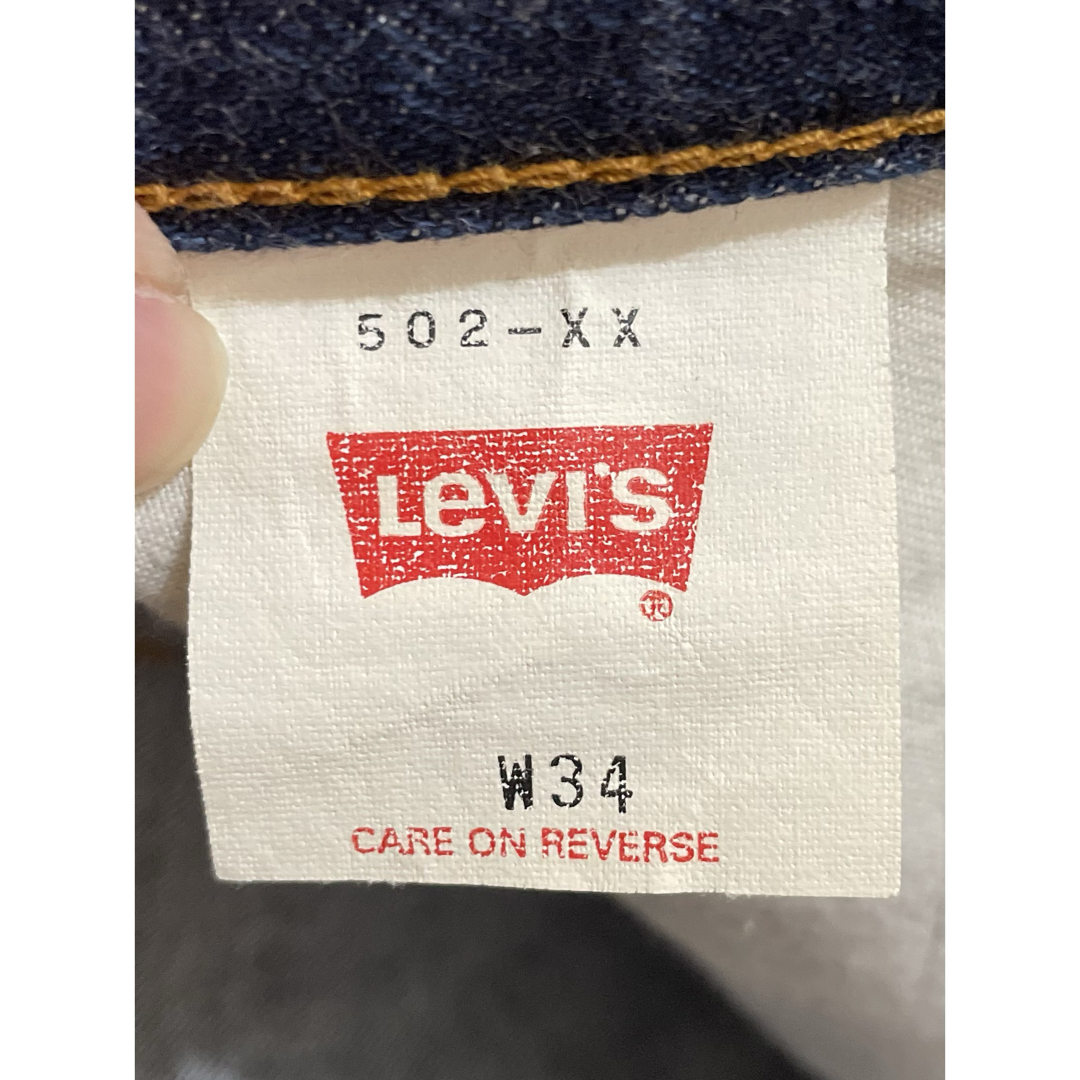 502-XX
Levi's
®
W34
CARE ON REVERSE